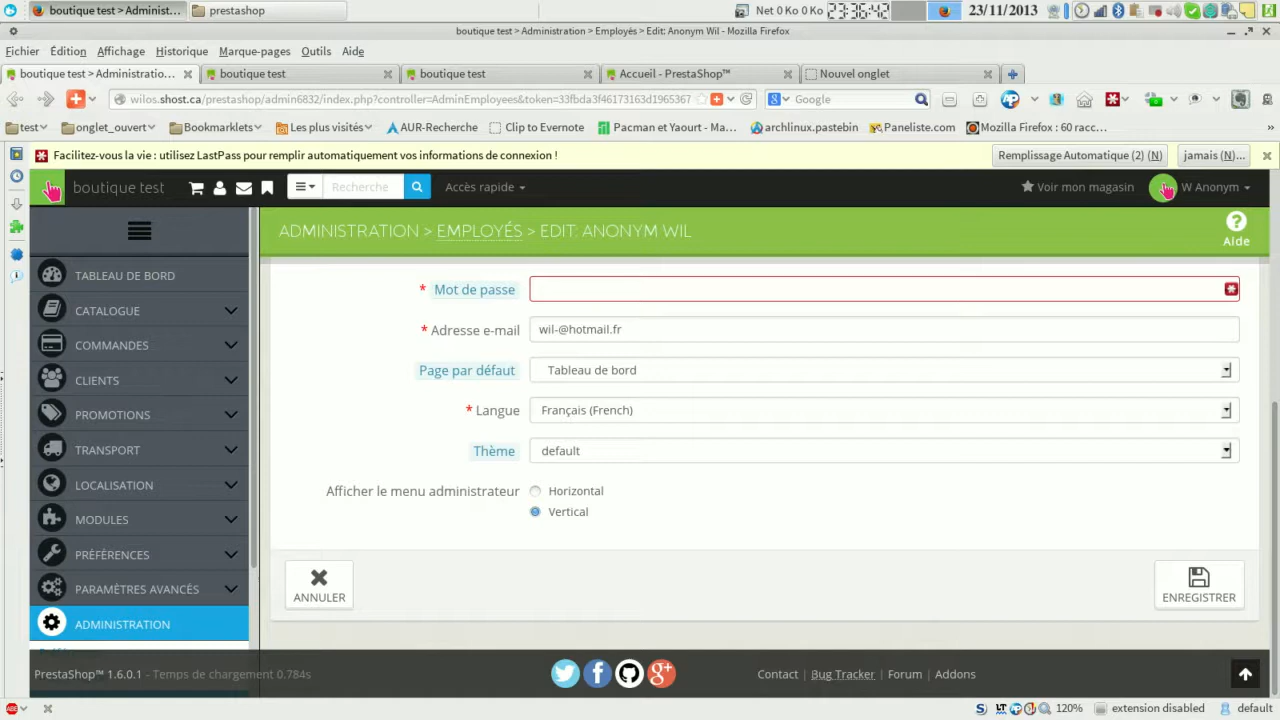 boutique test > Administ...
prestashop
Net 0 Ko 0 Ko
23:36:42
23/11/2013
boutique test > Administration > Employés > Edit: Anonym Wil - Mozilla Firefox
Fichier Édition Affichage Historique Marque-pages Outils Aide
boutique test > Administratio...
boutique test
boutique test
Accueil - PrestaShop™
Nouvel onglet
wilos.shost.ca/prestashop/admin6832/index.php?controller=AdminEmployees&token=33fbda3f46173163d1965367
Google
test
onglet_ouvert
Bookmarklets
Les plus visités
AUR-Recherche
Clip to Evernote
Pacman et Yaourt - Ma...
archlinux.pastebin
Paneliste.com
Mozilla Firefox : 60 racc...
»
Facilitez-vous la vie : utilisez LastPass pour remplir automatiquement vos informations de connexion !
Remplissage Automatique (2) (N)
jamais (N)...
boutique test
Recherche
Accès rapide
Voir mon magasin
W Anonym
ADMINISTRATION > EMPLOYÉS > EDIT: ANONYM WIL
Aide
TABLEAU DE BORD
CATALOGUE
COMMANDES
CLIENTS
PROMOTIONS
TRANSPORT
LOCALISATION
MODULES
PRÉFÉRENCES
PARAMÈTRES AVANCÉS
ADMINISTRATION
* Mot de passe
* Adresse e-mail
wil-@hotmail.fr
Page par défaut
Tableau de bord
* Langue
Français (French)
Thème
default
Afficher le menu administrateur
Horizontal
Vertical
ANNULER
ENREGISTRER
PrestaShop™ 1.6.0.1 - Temps de chargement 0.784s
Contact | Bug Tracker | Forum | Addons
ABP
120%
extension disabled
default